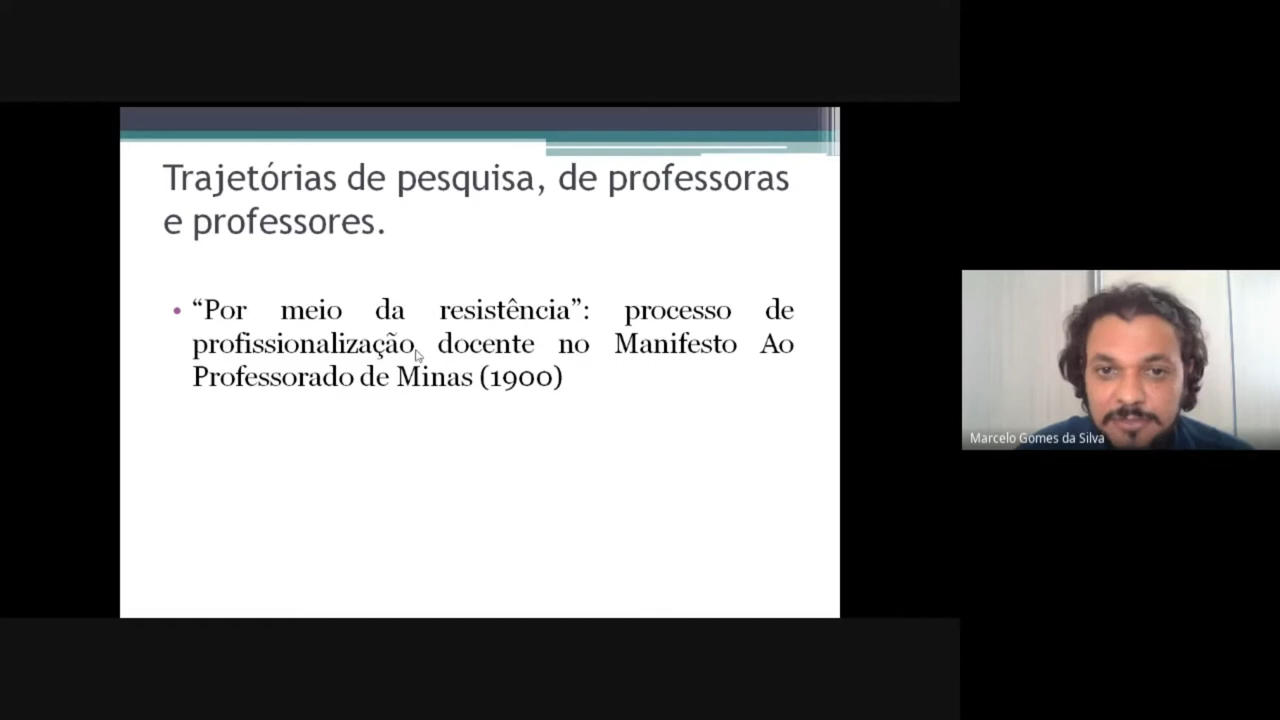 Trajetórias de pesquisa, de professoras
e professores.
• “Por meio da resistência”: processo de
profissionalização docente no Manifesto Ao
Professorado de Minas (1900)
Marcelo Gomes da Silva